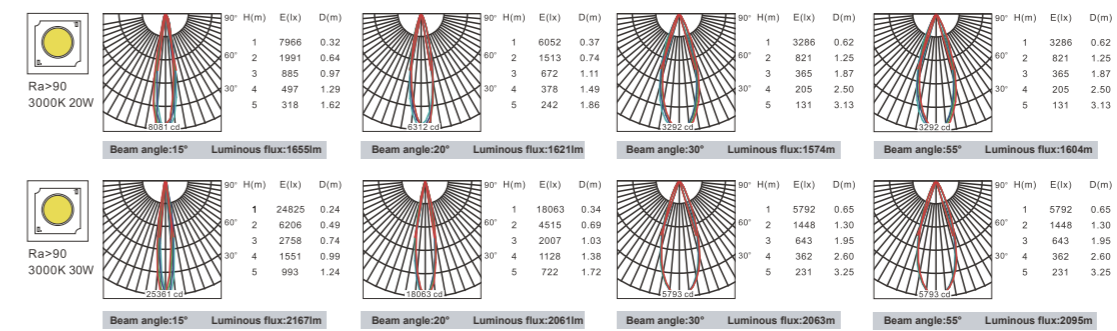 90° H(m) E(lx) D(m)
1 7966 0.32
60°
2 1991 0.64
3 885 0.97
30° 4 497 1.29
5 318 1.62
8081 cd
Beam angle:15° Luminous flux:1655lm
90° H(m) E(lx) D(m)
1 6052 0.37
60°
2 1513 0.74
3 672 1.11
30° 4 378 1.49
5 242 1.86
6312 cd
Beam angle:20° Luminous flux:1621lm
90° H(m) E(lx) D(m)
1 3286 0.62
60°
2 821 1.25
3 365 1.87
30° 4 205 2.50
5 131 3.13
3292 cd
Beam angle:30° Luminous flux:1574m
90° H(m) E(lx) D(m)
1 3286 0.62
60°
2 821 1.25
3 365 1.87
30° 4 205 2.50
5 131 3.13
3292 cd
Beam angle:55° Luminous flux:1604m
Ra>90
3000K 20W
90° H(m) E(lx) D(m)
1 24825 0.24
60°
2 6206 0.49
3 2758 0.74
30° 4 1551 0.99
5 993 1.24
25361 cd
Beam angle:15° Luminous flux:2167lm
90° H(m) E(lx) D(m)
1 18063 0.34
60°
2 4515 0.69
3 2007 1.03
30° 4 1128 1.38
5 722 1.72
18063 cd
Beam angle:20° Luminous flux:2061lm
90° H(m) E(lx) D(m)
1 5792 0.65
60°
2 1448 1.30
3 643 1.95
30° 4 362 2.60
5 231 3.25
5793 cd
Beam angle:30° Luminous flux:2063m
90° H(m) E(lx) D(m)
1 5792 0.65
60°
2 1448 1.30
3 643 1.95
30° 4 362 2.60
5 231 3.25
5793 cd
Beam angle:55° Luminous flux:2095m
Ra>90
3000K 30W